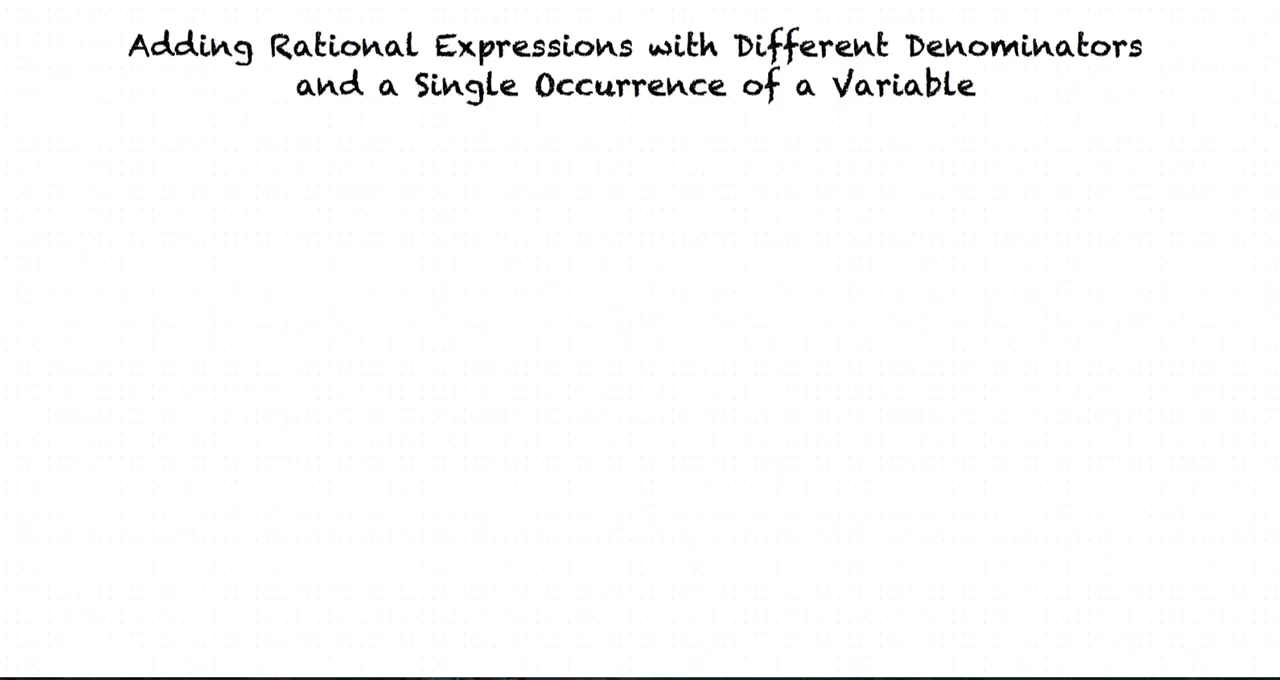 Adding Rational Expressions with Different Denominators
and a Single Occurrence of a Variable